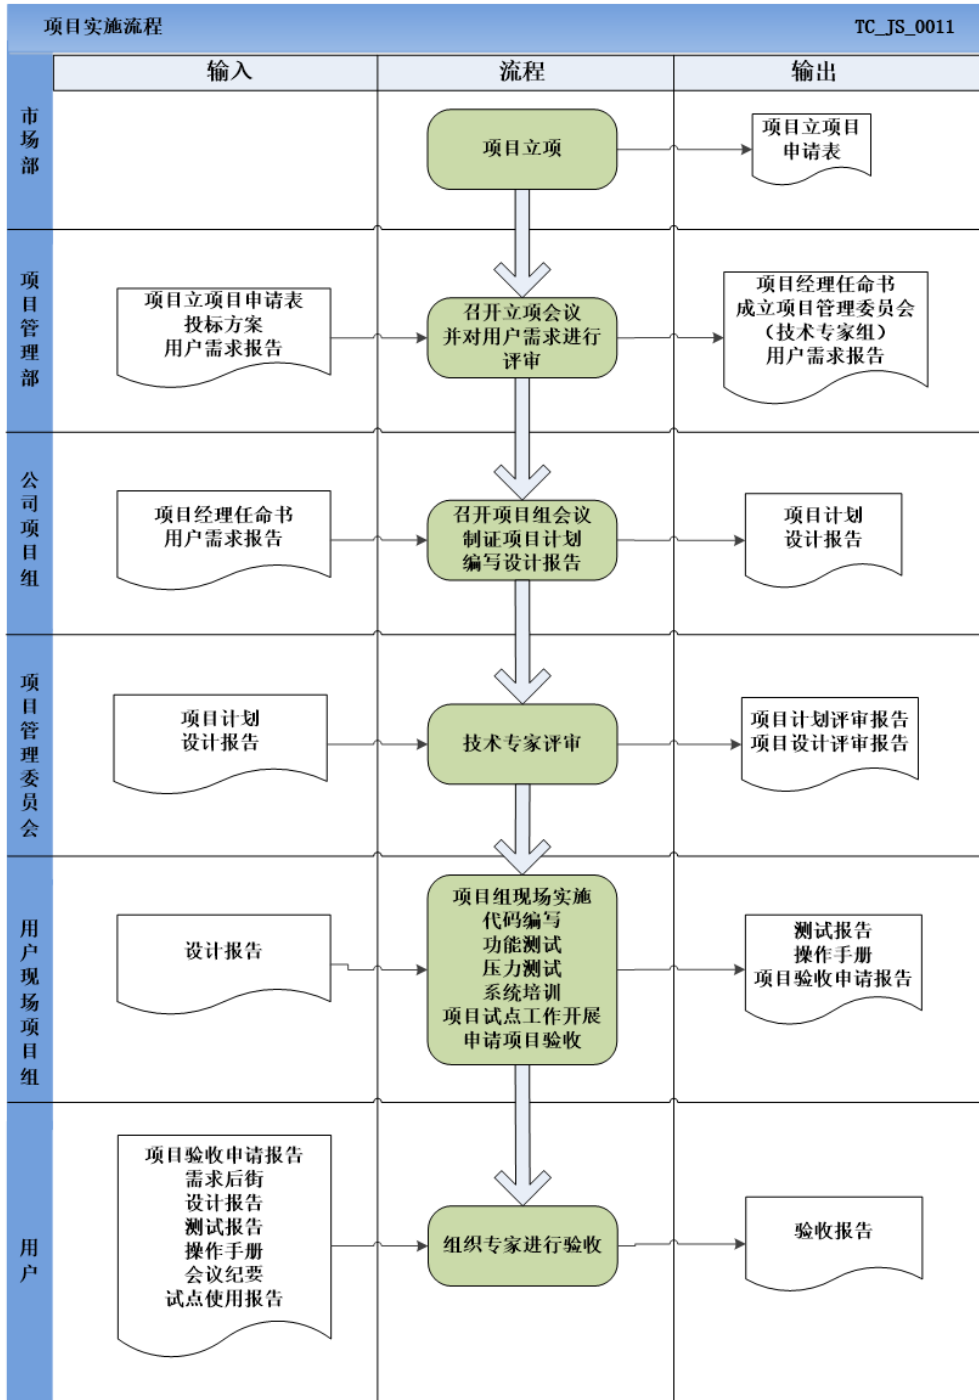 项目实施流程
TC_JS_0011
输入
流程
输出
市场部
项目立项
项目立项目
申请表
项目管理部
项目立项目申请表
投标方案
用户需求报告
召开立项会议
并对用户需求进行
评审
项目经理任命书
成立项目管理委员会
（技术专家组）
用户需求报告
公司项目组
项目经理任命书
用户需求报告
召开项目组会议
制证项目计划
编写设计报告
项目计划
设计报告
项目管理委员会
项目计划
设计报告
技术专家评审
项目计划评审报告
项目设计评审报告
用户现场项目组
设计报告
项目组现场实施
代码编写
功能测试
压力测试
系统培训
项目试点工作开展
申请项目验收
测试报告
操作手册
项目验收申请报告
用户
项目验收申请报告
需求后街
设计报告
测试报告
操作手册
会议纪要
试点使用报告
组织专家进行验收
验收报告